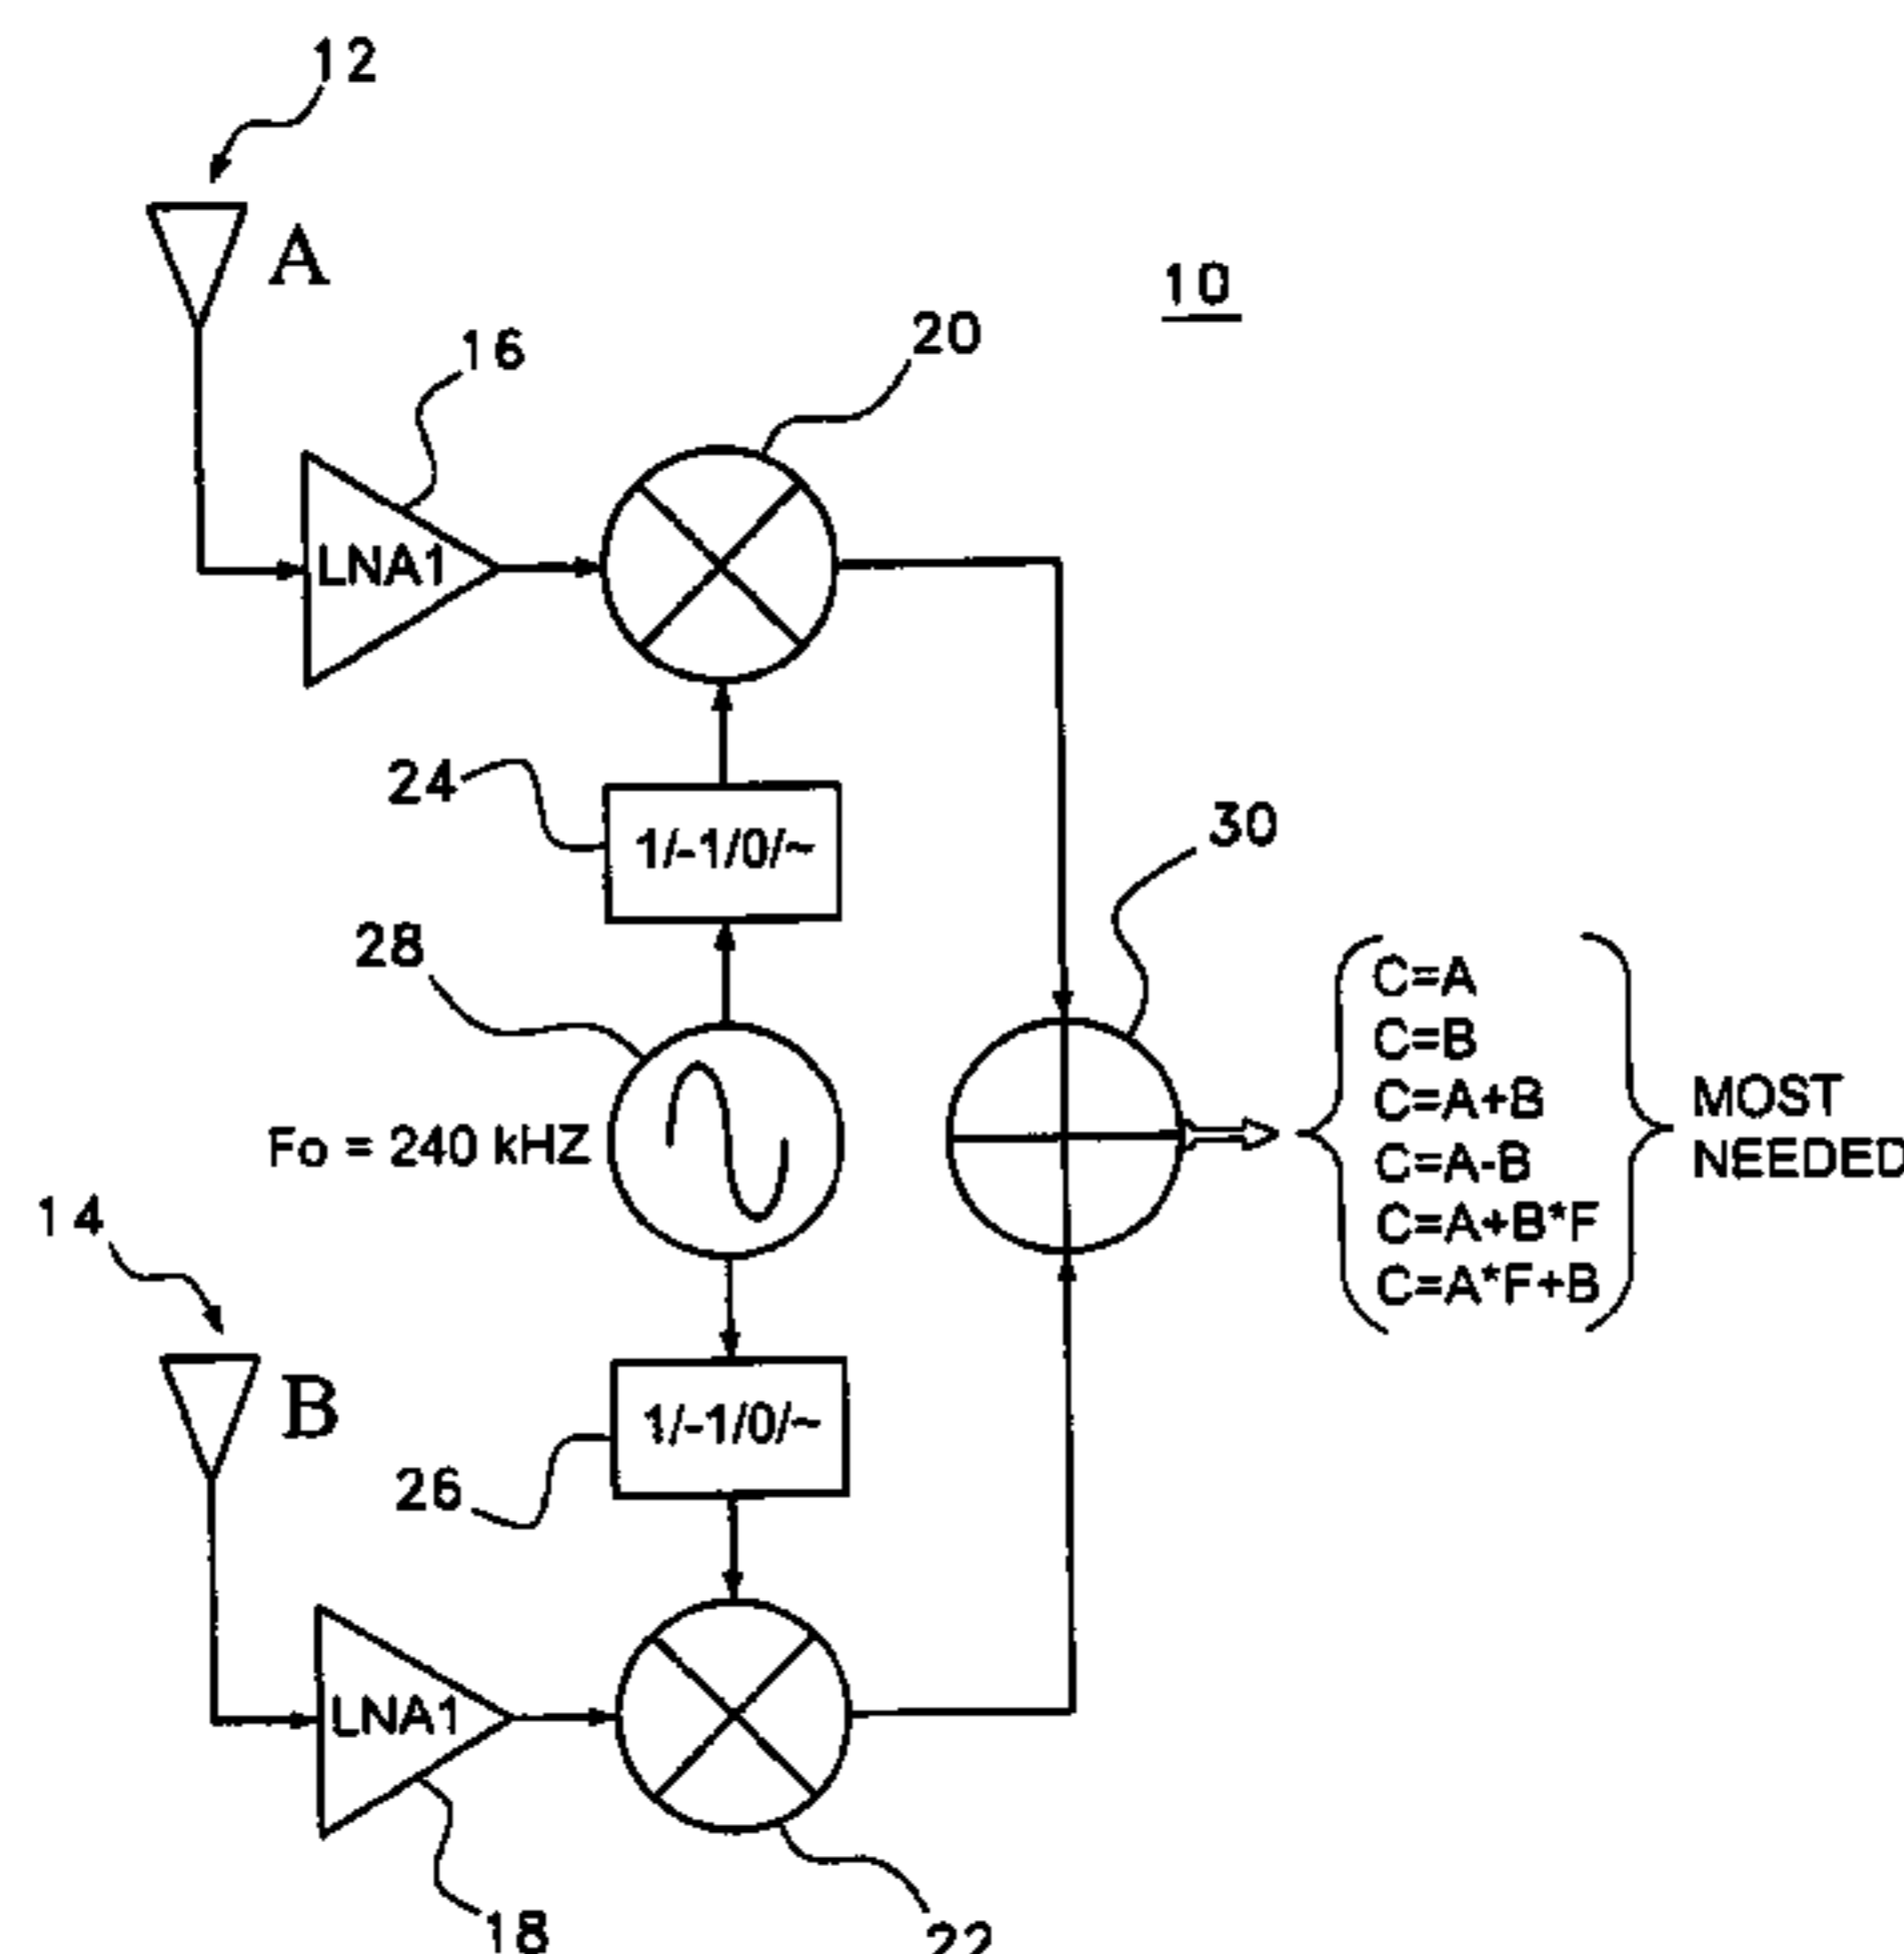 12
A
10
16
20
LNA1
24
1/-1/0/~
30
28
C=A
C=B
C=A+B
C=A-B
C=A+B*F
C=A*F+B
MOST
NEEDED
Fo = 240 kHZ
14
B
1/-1/0/~
26
LNA1
18
22